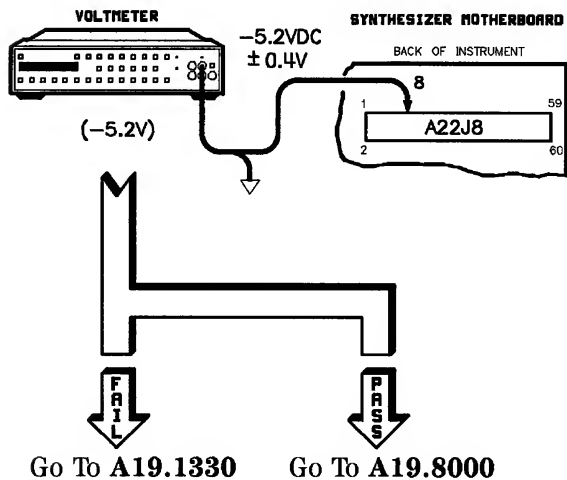 VOLTMETER
SYNTHESIZER MOTHERBOARD
-5.2VDC
± 0.4V
BACK OF INSTRUMENT
8
1
59
A22J8
2
60
(-5.2V)
FAIL
PASS
Go To A19.1330
Go To A19.8000